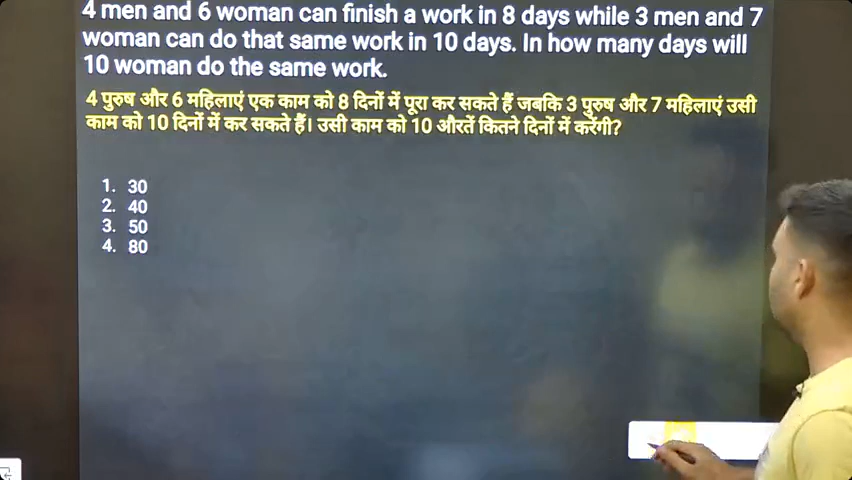 4 men and 6 woman can finish a work in 8 days while 3 men and 7
woman can do that same work in 10 days. In how many days will
10 woman do the same work.
4 पुरुष और 6 महिलाएं एक काम को 8 दिनों में पूरा कर सकते हैं जबकि 3 पुरुष और 7 महिलाएं उसी
काम को 10 दिनों में कर सकते हैं। उसी काम को 10 औरतें कितने दिनों में करेंगी?
1. 30
2. 40
3. 50
4. 80